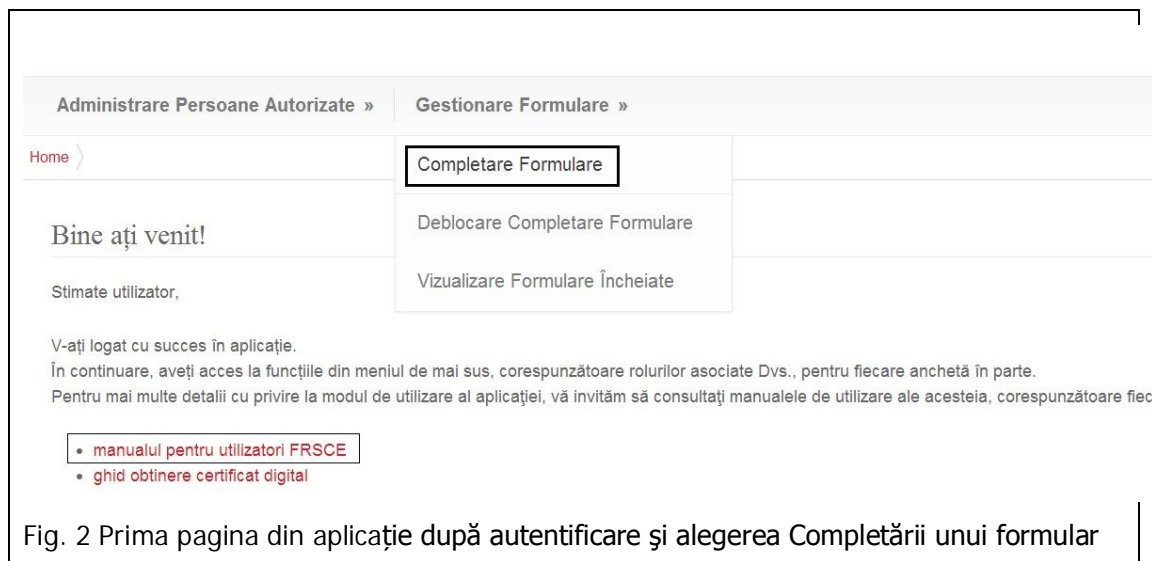 Administrare Persoane Autorizate » Gestionare Formulare »
Home
Completare Formulare
Deblocare Completare Formulare
Vizualizare Formulare Încheiate
Bine ați venit!
Stimate utilizator,
V-ați logat cu succes în aplicație.
În continuare, aveți acces la funcțiile din meniul de mai sus, corespunzătoare rolurilor asociate Dvs., pentru fiecare anchetă în parte.
Pentru mai multe detalii cu privire la modul de utilizare al aplicaţiei, vă invităm să consultaţi manualele de utilizare ale acesteia, corespunzătoare fiec
• manualul pentru utilizatori FRSCE
• ghid obtinere certificat digital
Fig. 2 Prima pagina din aplicație după autentificare şi alegerea Completării unui formular